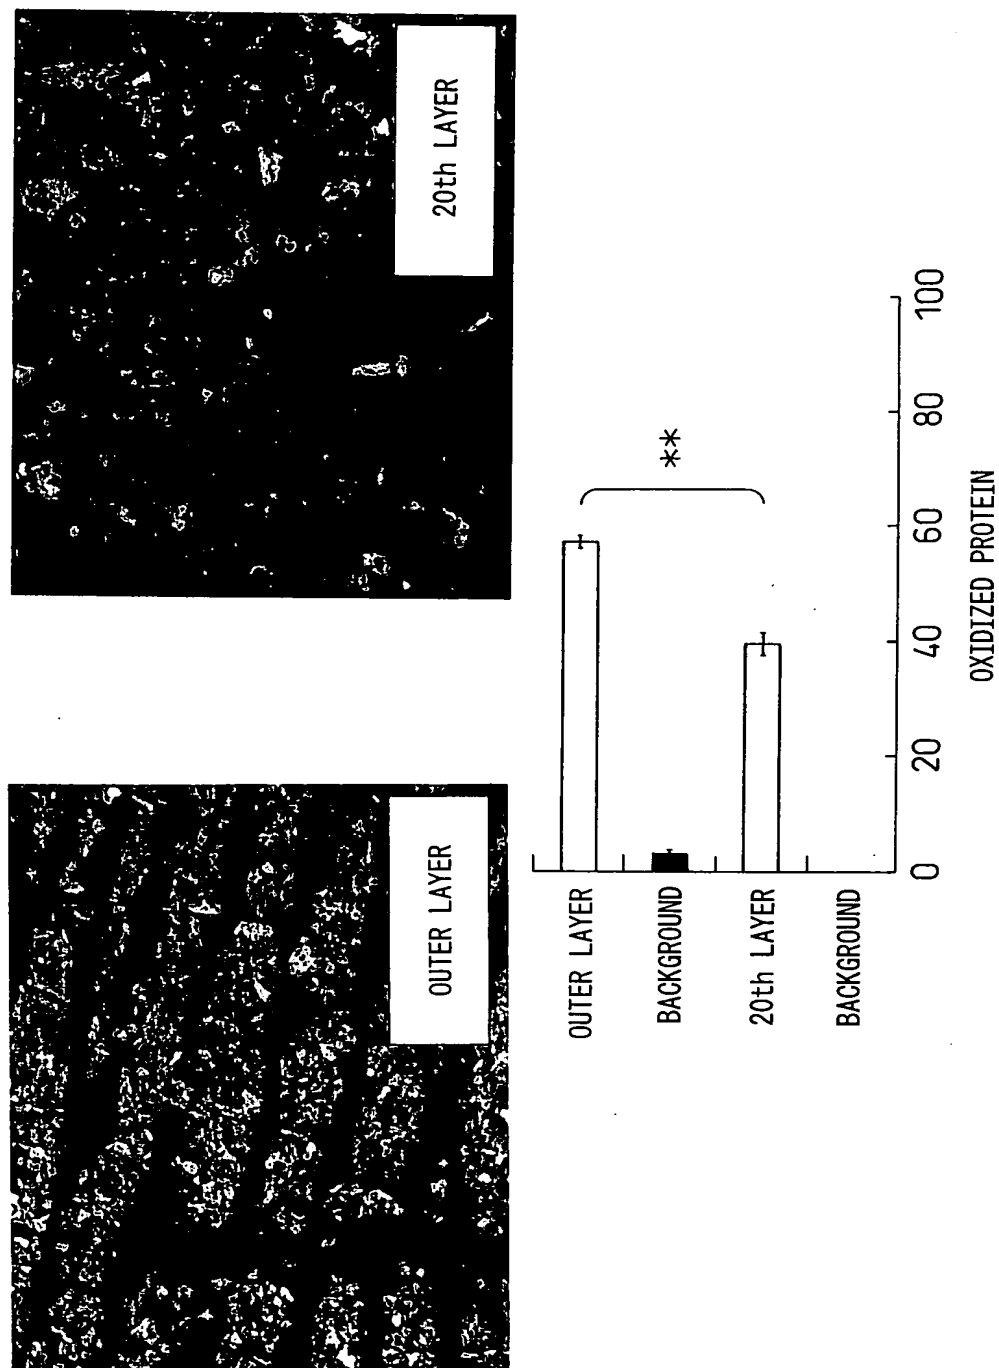 OUTER LAYER
20th LAYER
OUTER LAYER
BACKGROUND
20th LAYER
BACKGROUND
**
0 20 40 60 80 100
OXIDIZED PROTEIN